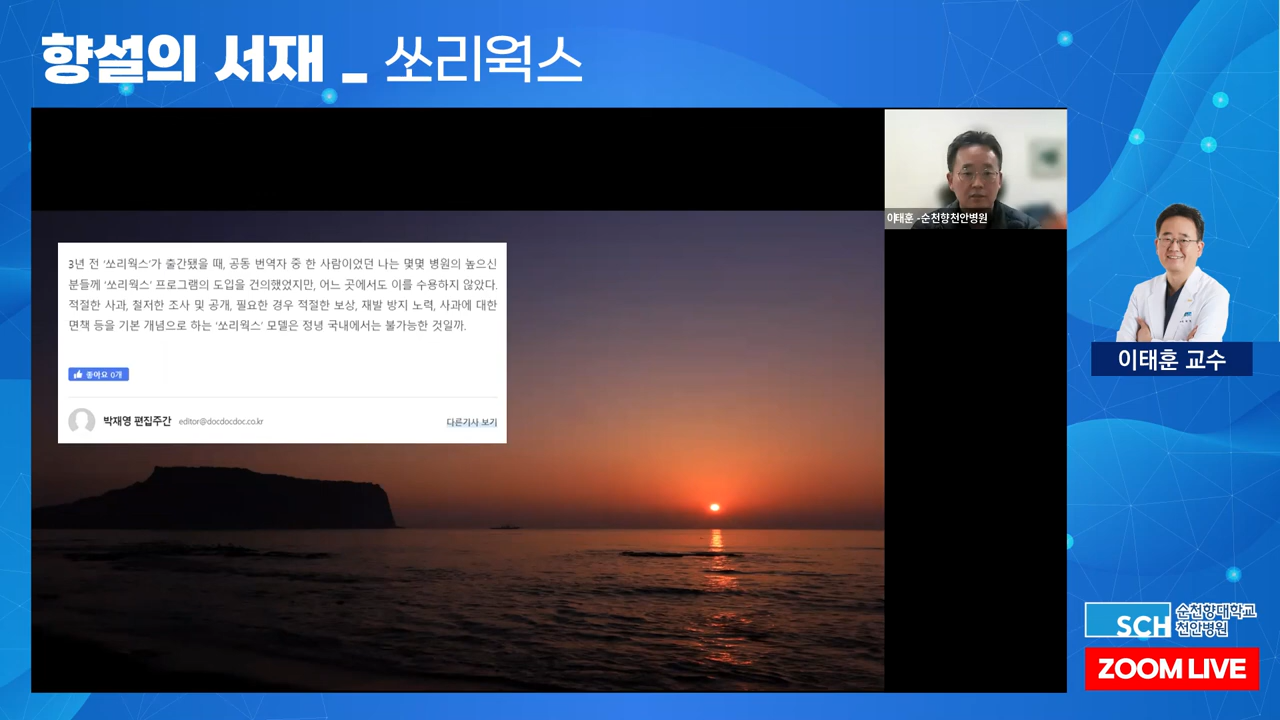 향설의 서재 _ 쏘리웍스
이태훈 -순천향천안병원
3년 전 ‘쏘리웍스’가 출간됐을 때, 공동 번역자 중 한 사람이었던 나는 몇몇 병원의 높으신
분들께 ‘쏘리웍스’ 프로그램의 도입을 건의했었지만, 어느 곳에서도 이를 수용하지 않았다.
적절한 사과, 철저한 조사 및 공개, 필요한 경우 적절한 보상, 재발 방지 노력, 사과에 대한
면책 등을 기본 개념으로 하는 ‘쏘리웍스’ 모델은 정녕 국내에서는 불가능한 것일까.
좋아요 0개
박재영 편집주간 editor@docdocdoc.co.kr 다른기사 보기
이태훈 교수
SCH 순천향대학교
천안병원
ZOOM LIVE